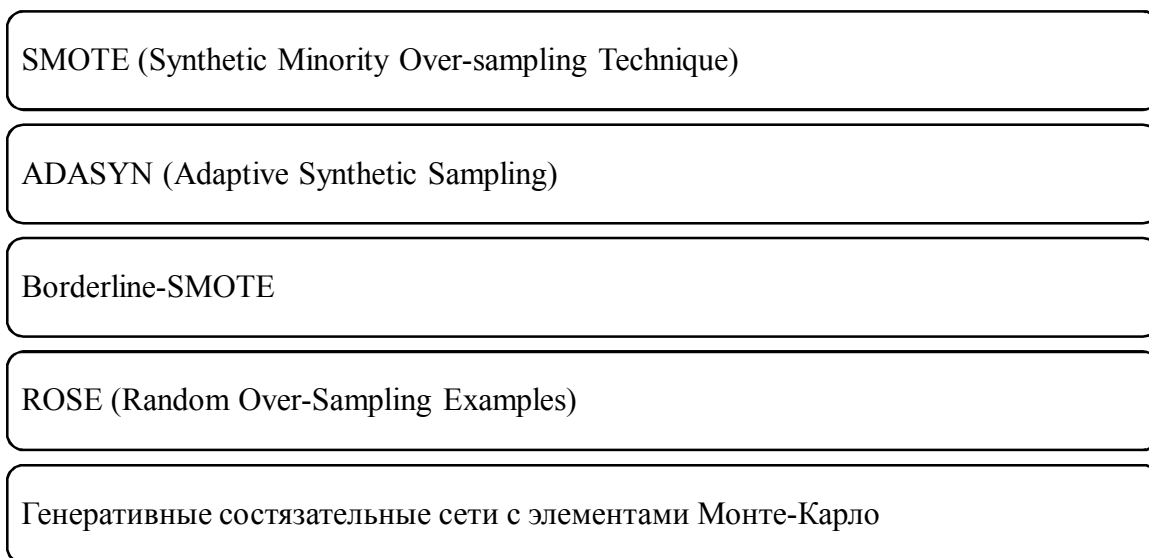 SMOTE (Synthetic Minority Over-sampling Technique)
ADASYN (Adaptive Synthetic Sampling)
Borderline-SMOTE
ROSE (Random Over-Sampling Examples)
Генеративные состязательные сети с элементами Монте-Карло